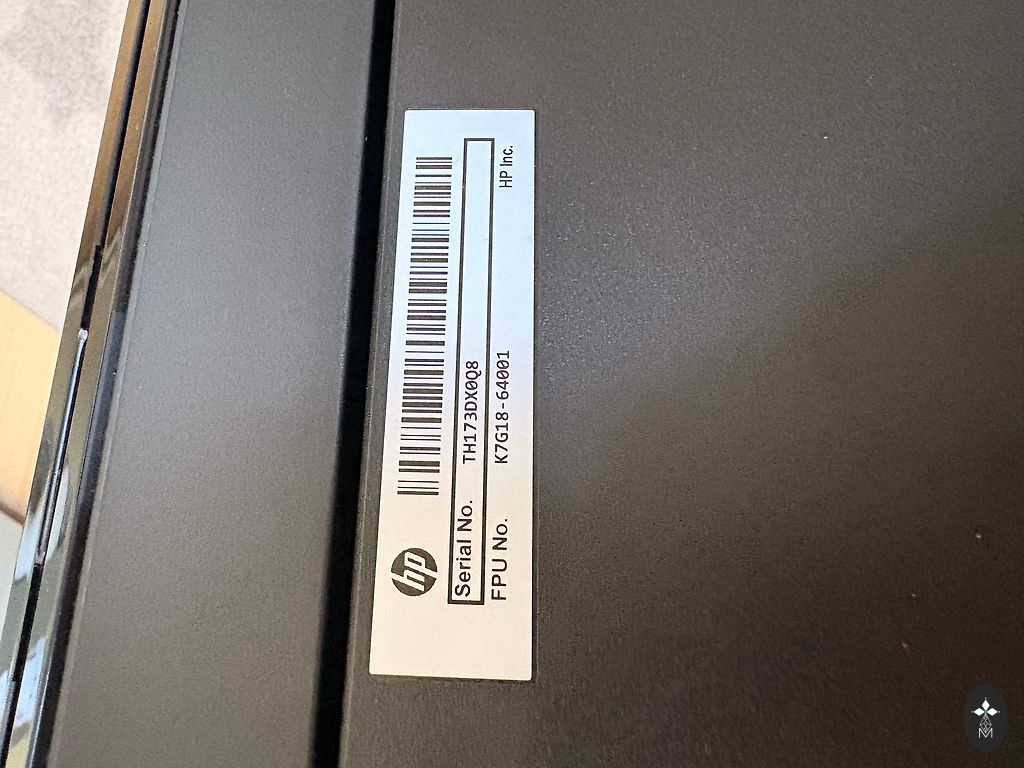 hp
Serial No. TH173DX0Q8
FPU No. K7G18-64001
HP Inc.
M